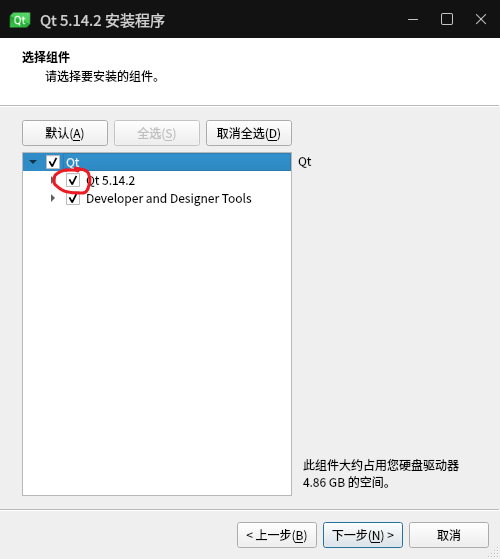 Qt Qt 5.14.2 安装程序
选择组件
请选择要安装的组件。
默认(A) 全选(S) 取消全选(D)
Qt
Qt
Qt 5.14.2
Developer and Designer Tools
此组件大约占用您硬盘驱动器
4.86 GB 的空间。
< 上一步(B) 下一步(N) > 取消